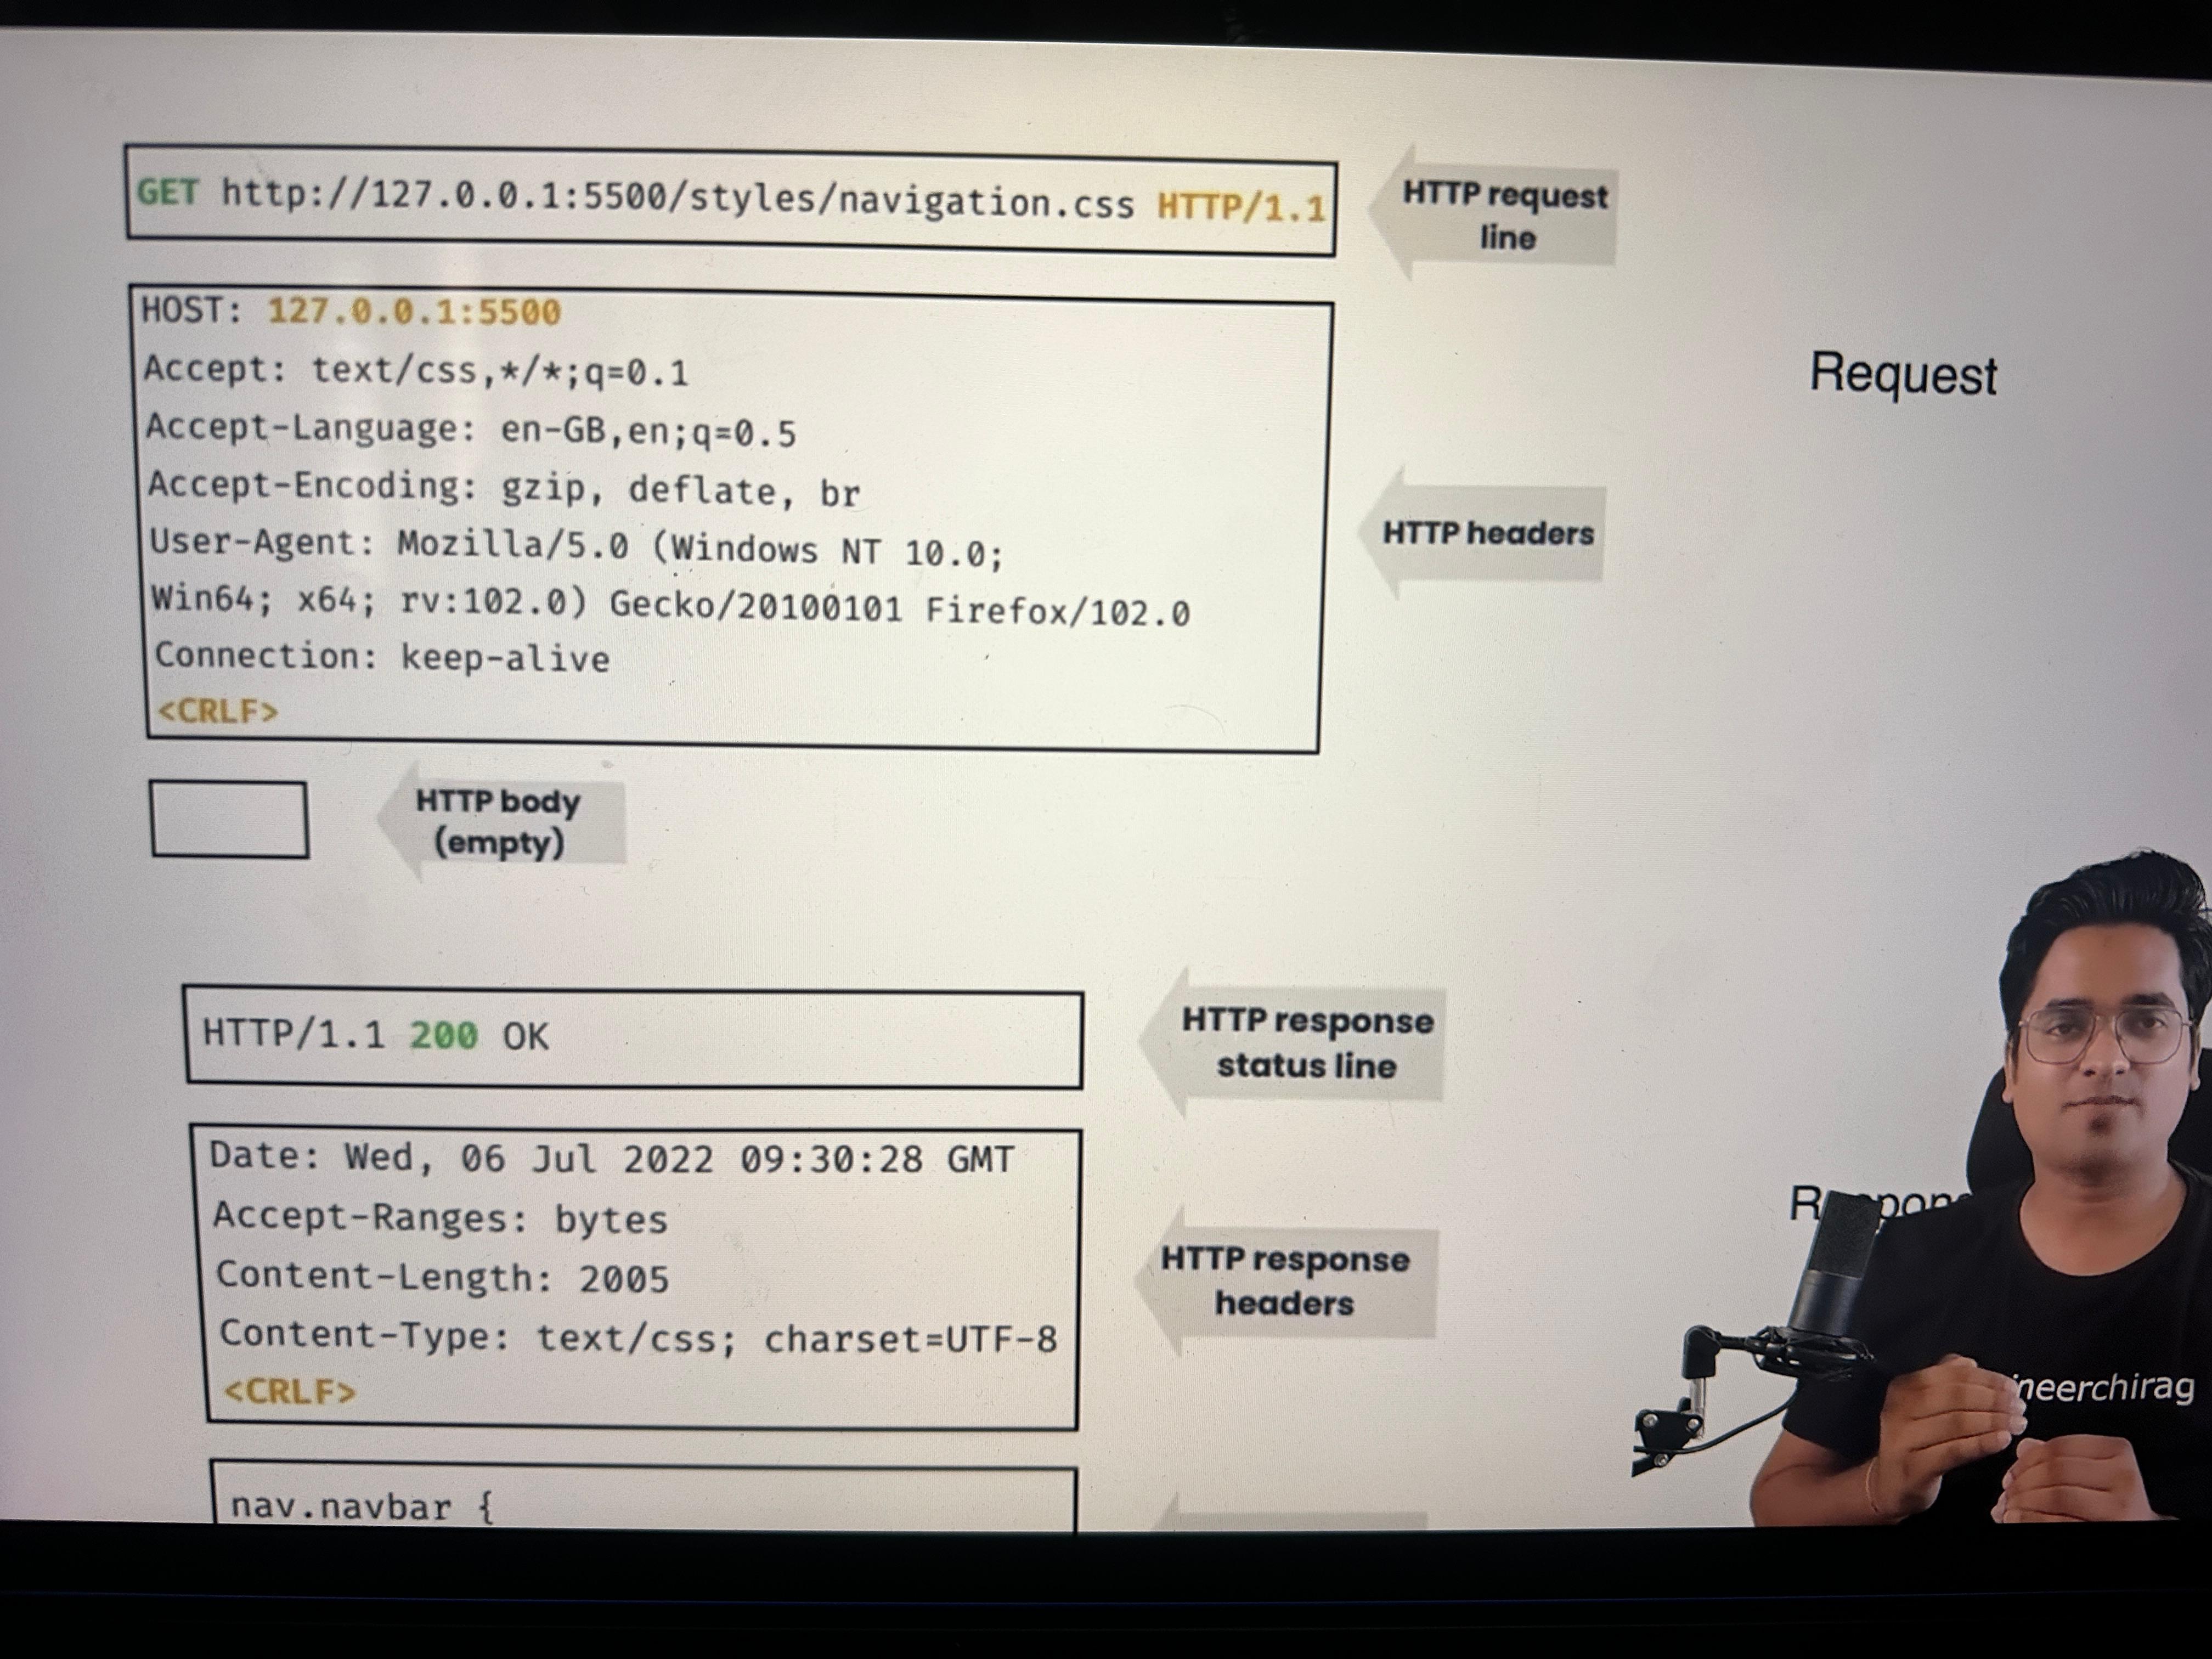 GET http://127.0.0.1:5500/styles/navigation.css HTTP/1.1
HTTP request
line
HOST: 127.0.0.1:5500
Accept: text/css,*/*;q=0.1
Accept-Language: en-GB,en;q=0.5
Accept-Encoding: gzip, deflate, br
User-Agent: Mozilla/5.0 (Windows NT 10.0;
Win64; x64; rv:102.0) Gecko/20100101 Firefox/102.0
Connection: keep-alive
<CRLF>
HTTP headers
Request
HTTP body
(empty)
HTTP/1.1 200 OK
HTTP response
status line
Date: Wed, 06 Jul 2022 09:30:28 GMT
Accept-Ranges: bytes
Content-Length: 2005
Content-Type: text/css; charset=UTF-8
<CRLF>
HTTP response
headers
nav.navbar {